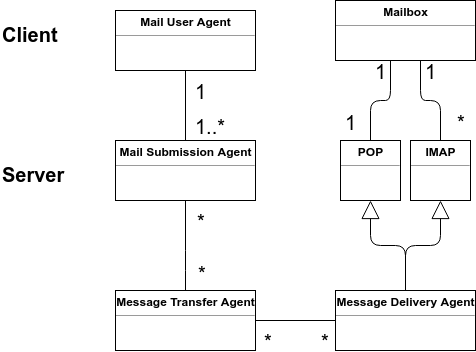 Client
Mail User Agent
Mailbox
1
1..*
1
1
1
*
Server
Mail Submission Agent
POP
IMAP
*
*
Message Transfer Agent
Message Delivery Agent
*
*